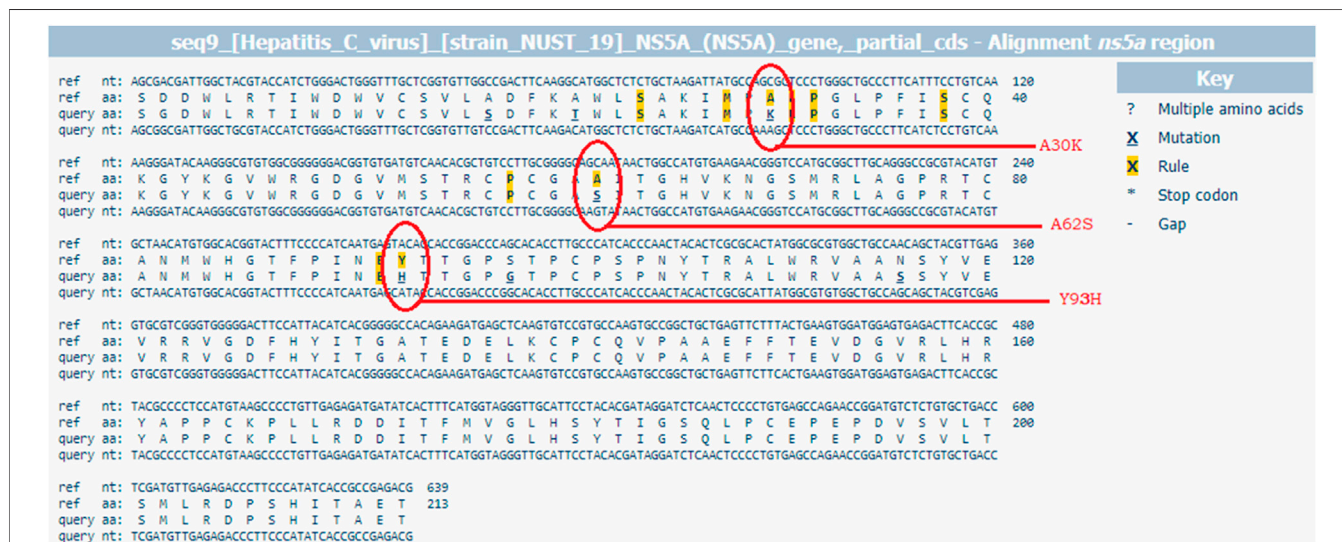 seq9_[Hepatitis_C_virus]_[strain_NUST_19]_NS5A_(NS5A)_gene,_partial_cds - Alignment ns5a region
ref nt: AGCGACGATTGGCTACGTACCATCTGGGACTGGGTTTGCTCGGTGTTGGCCGACTTCAAGGCATGGCTCTCTGCTAAGATTATGCCAGCGCTCCCTGGGCTGCCCTTCATTTCCTGTCAA 120
ref aa: S D D W L R T I W D W V C S V L A D F K A W L S A K I M P A L P G L P F I S C Q 40
query aa: S G D W L R T I W D W V C S V L S D F K T W L S A K I M P K L P G L P F I S C Q
query nt: AGCGGCGATTGGCTGCGTACCATCTGGGACTGGGTTTGCTCGGTGTTGTCCGACTTCAAGACATGGCTCTCTGCTAAGATCATGCCAAAGCTCCCTGGGCTGCCCTTCATCTCCTGTCAA
A30K
ref nt: AAGGGATACAAGGGCGTGTGGCGGGGGGACGGTGTGATGTCAACACGCTGTCCTTGCGGGGCAGCAATAACTGGCCATGTGAAGAACGGGTCCATGCGGCTTGCAGGGCCGCGTACATGT 240
ref aa: K G Y K G V W R G D G V M S T R C P C G A A I T G H V K N G S M R L A G P R T C 80
query aa: K G Y K G V W R G D G V M S T R C P C G A S I T G H V K N G S M R L A G P R T C
query nt: AAGGGATACAAGGGCGTGTGGCGGGGGGACGGTGTGATGTCAACACGCTGTCCTTGCGGGGCAAGTATAACTGGCCATGTGAAGAACGGGTCCATGCGGCTTGCAGGGCCGCGTACATGT
A62S
ref nt: GCTAACATGTGGCACGGTACTTTCCCCATCAATGAGTACACCACCGGACCCAGCACACCTTGCCCATCACCCAACTACACTCGCGCACTATGGCGCGTGGCTGCCAACAGCTACGTTGAG 360
ref aa: A N M W H G T F P I N E Y T T G P S T P C P S P N Y T R A L W R V A A N S Y V E 120
query aa: A N M W H G T F P I N E H T T G P G T P C P S P N Y T R A L W R V A A S S Y V E
query nt: GCTAACATGTGGCACGGTACTTTCCCCATCAATGAGCATACCACCGGACCCGGCACACCTTGCCCATCACCCAACTACACTCGCGCATTATGGCGTGTGGCTGCCAGCAGCTACGTCGAG
Y93H
ref nt: GTGCGTCGGGTGGGGGACTTCCATTACATCACGGGGGCCACAGAAGATGAGCTCAAGTGTCCGTGCCAAGTGCCGGCTGCTGAGTTCTTTACTGAAGTGGATGGAGTGAGACTTCACCGC 480
ref aa: V R R V G D F H Y I T G A T E D E L K C P C Q V P A A E F F T E V D G V R L H R 160
query aa: V R R V G D F H Y I T G A T E D E L K C P C Q V P A A E F F T E V D G V R L H R
query nt: GTGCGTCGGGTGGGGGACTTCCATTACATCACGGGGGCCACAGAAGATGAGCTCAAGTGTCCGTGCCAAGTGCCGGCTGCTGAGTTCTTCACTGAAGTGGATGGAGTGAGACTTCACCGC
ref nt: TACGCCCCTCCATGTAAGCCCCTGTTGAGAGATGATATCACTTTCATGGTAGGGTTGCATTCCTACACGATAGGATCTCAACTCCCCTGTGAGCCAGAACCGGATGTCTCTGTGCTGACC 600
ref aa: Y A P P C K P L L R D D I T F M V G L H S Y T I G S Q L P C E P E P D V S V L T 200
query aa: Y A P P C K P L L R D D I T F M V G L H S Y T I G S Q L P C E P E P D V S V L T
query nt: TACGCCCCTCCATGTAAGCCCCTGTTGAGAGATGATATCACTTTCATGGTAGGGTTGCATTCCTACACGATAGGATCTCAACTCCCCTGTGAGCCAGAACCGGATGTCTCTGTGCTGACC
ref nt: TCGATGTTGAGAGACCCTTCCCATATCACCGCCGAGACG 639
ref aa: S M L R D P S H I T A E T 213
query aa: S M L R D P S H I T A E T
query nt: TCGATGTTGAGAGACCCTTCCCATATCACCGCCGAGACG
Key
? Multiple amino acids
X Mutation
X Rule
* Stop codon
- Gap